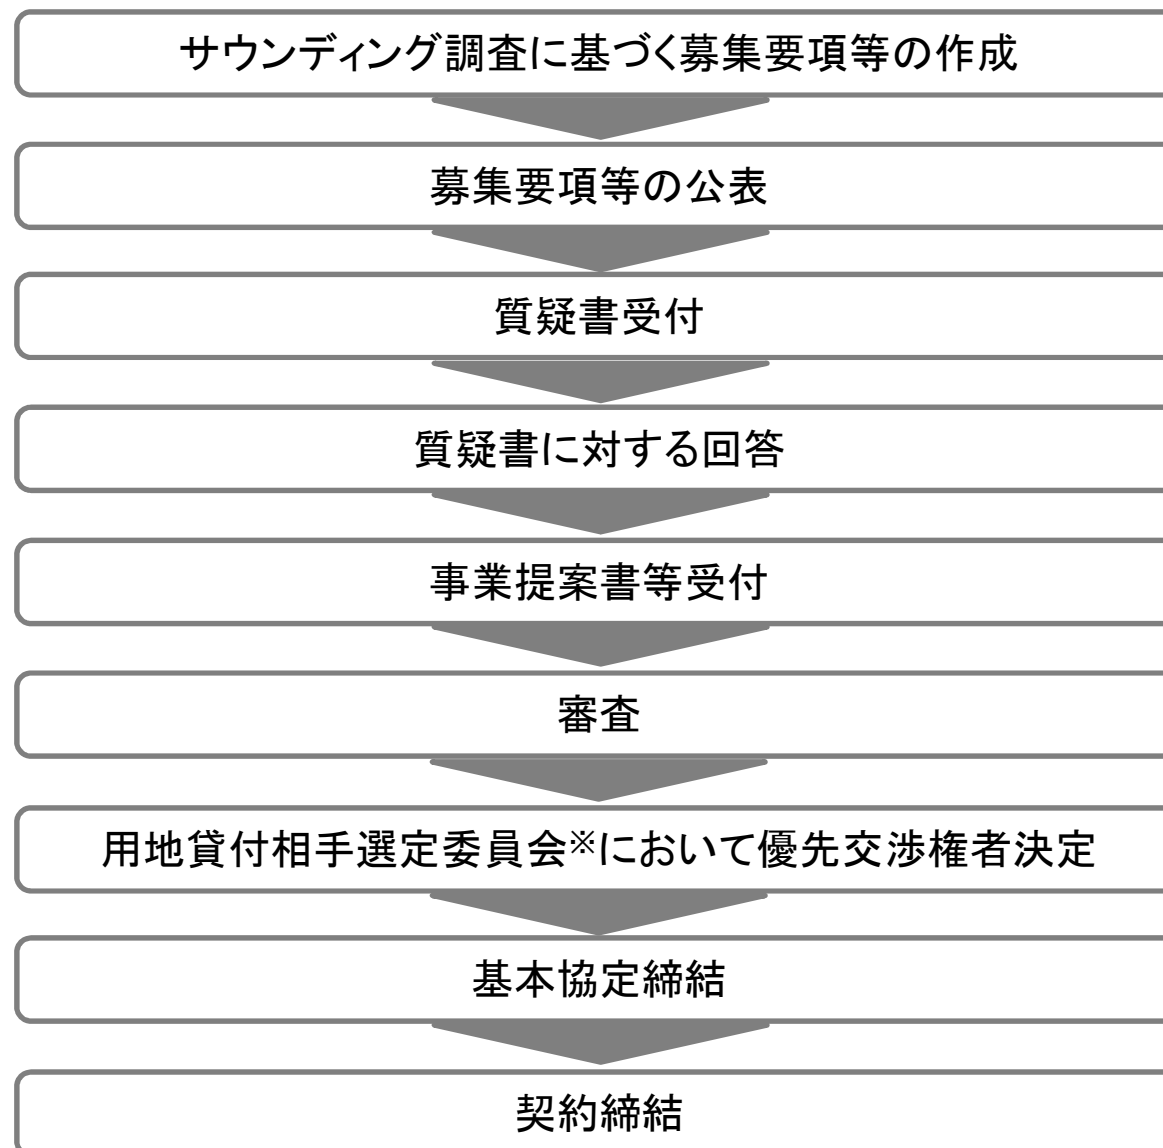 サウンディング調査に基づく募集要項等の作成
募集要項等の公表
質疑書受付
質疑書に対する回答
事業提案書等受付
審査
用地貸付相手選定委員会※において優先交渉権者決定
基本協定締結
契約締結